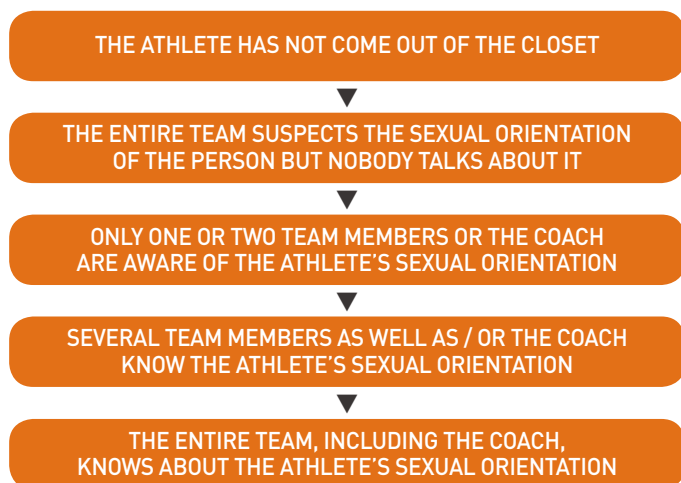 THE ATHLETE HAS NOT COME OUT OF THE CLOSET
THE ENTIRE TEAM SUSPECTS THE SEXUAL ORIENTATION
OF THE PERSON BUT NOBODY TALKS ABOUT IT
ONLY ONE OR TWO TEAM MEMBERS OR THE COACH
ARE AWARE OF THE ATHLETE'S SEXUAL ORIENTATION
SEVERAL TEAM MEMBERS AS WELL AS / OR THE COACH
KNOW THE ATHLETE'S SEXUAL ORIENTATION
THE ENTIRE TEAM, INCLUDING THE COACH,
KNOWS ABOUT THE ATHLETE'S SEXUAL ORIENTATION